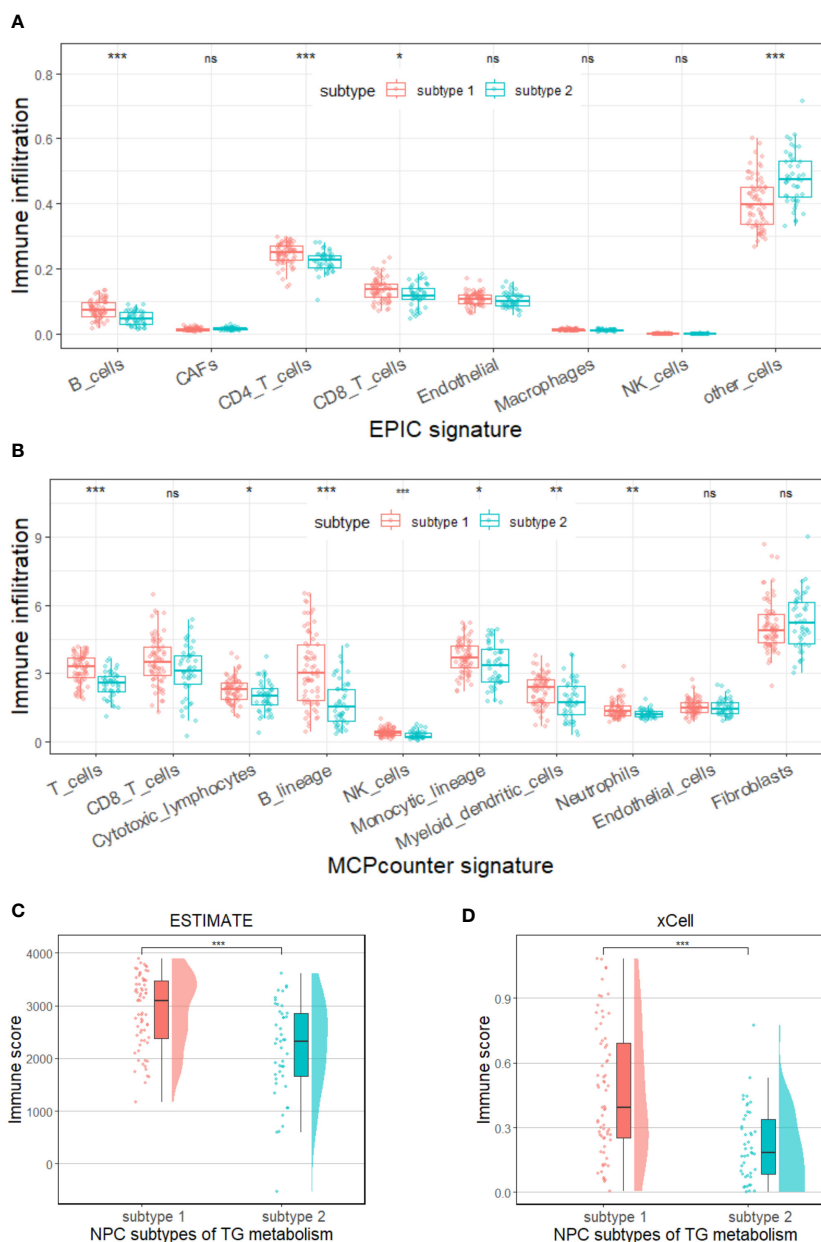 A
*** ns *** * ns ns ns ***
subtype subtype 1 subtype 2
0.8
0.6
0.4
0.2
0.0
Immune infilitration
B_cells CAFs CD4_T_cells CD8_T_cells Endothelial Macrophages NK_cells other_cells
EPIC signature
B
*** ns * *** *** * ** ** ns ns
subtype subtype 1 subtype 2
9
6
3
0
Immune infilitration
T_cells CD8_T_cells Cytotoxic_lymphocytes B_lineage NK_cells Monocytic_lineage Myeloid_dendritic_cells Neutrophils Endothelial_cells Fibroblasts
MCPcounter signature
C
ESTIMATE
***
4000
3000
2000
1000
0
Immune score
subtype 1 subtype 2
NPC subtypes of TG metabolism
D
xCell
***
0.9
0.6
0.3
0.0
Immune score
subtype 1 subtype 2
NPC subtypes of TG metabolism